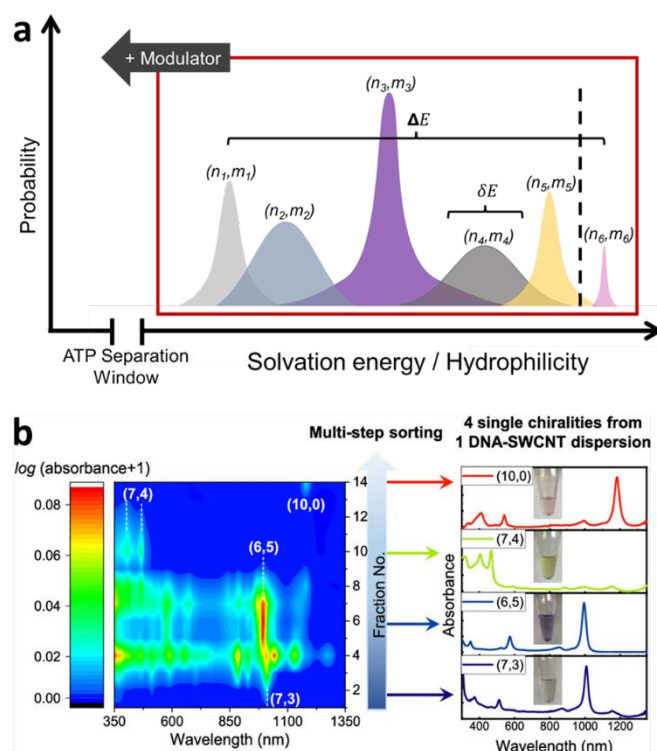 a
+ Modulator
(n3,m3)
ΔE
(n1,m1)
(n5,m5)
δE
(n2,m2)
(n4,m4)
(n6,m6)
Probability
ATP Separation
Window
Solvation energy / Hydrophilicity
b
Multi-step sorting
4 single chiralities from
1 DNA-SWCNT dispersion
log (absorbance+1)
0.08
0.06
0.04
0.02
0.00
(7,4)
(10,0)
(6,5)
(7,3)
14
12
10
8
6
4
2
350
600
850
1100
1350
Wavelength (nm)
Fraction No.
Absorbance
(10,0)
(7,4)
(6,5)
(7,3)
400 600 800 1000 1200
Wavelength (nm)